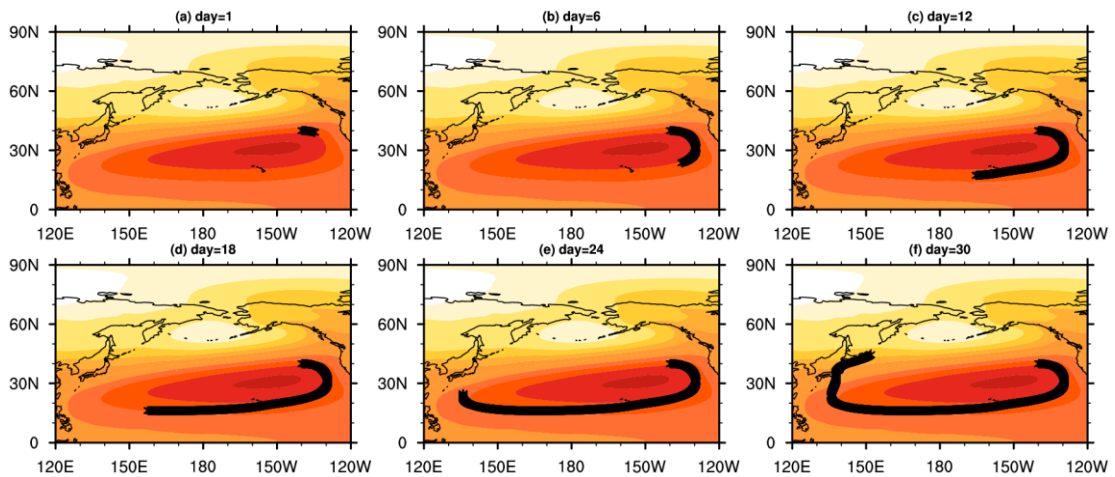 (a) day=1 (b) day=6 (c) day=12
90N 90N 90N
60N 60N 60N
30N 30N 30N
0 0 0
120E 150E 180 150W 120W 120E 150E 180 150W 120W 120E 150E 180 150W 120W
(d) day=18 (e) day=24 (f) day=30
90N 90N 90N
60N 60N 60N
30N 30N 30N
0 0 0
120E 150E 180 150W 120W 120E 150E 180 150W 120W 120E 150E 180 150W 120W